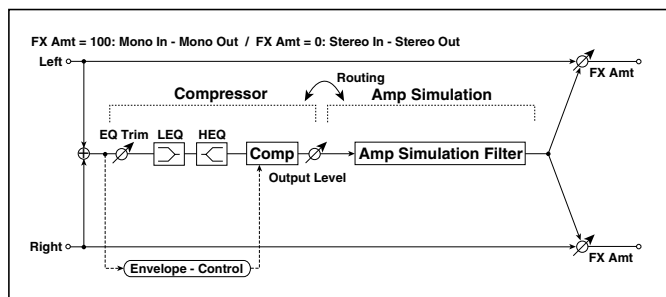 FX Amt = 100: Mono In - Mono Out / FX Amt = 0: Stereo In - Stereo Out
Left
FX Amt
Routing
Compressor
Amp Simulation
EQ Trim
LEQ
HEQ
Comp
Amp Simulation Filter
Output Level
Right
FX Amt
Envelope - Control